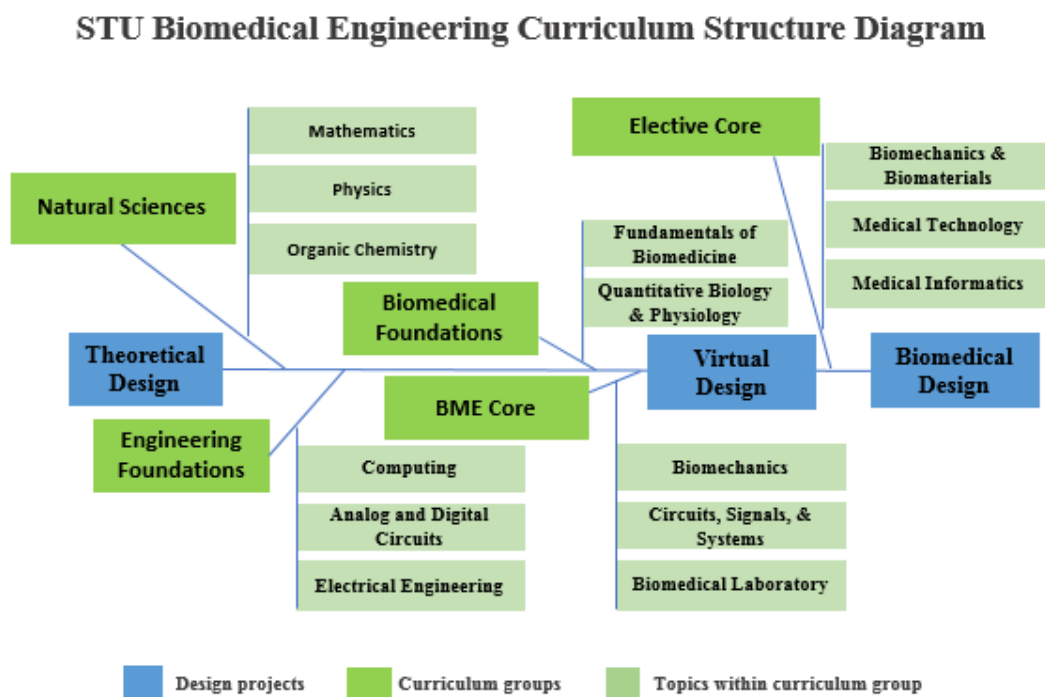 STU Biomedical Engineering Curriculum Structure Diagram
Mathematics
Physics
Organic Chemistry
Natural Sciences
Elective Core
Biomechanics &
Biomaterials
Medical Technology
Medical Informatics
Fundamentals of
Biomedicine
Quantitative Biology
& Physiology
Biomedical
Foundations
Theoretical
Design
Virtual
Design
Biomedical
Design
BME Core
Engineering
Foundations
Computing
Analog and Digital
Circuits
Electrical Engineering
Biomechanics
Circuits, Signals, &
Systems
Biomedical Laboratory
Design projects
Curriculum groups
Topics within curriculum group